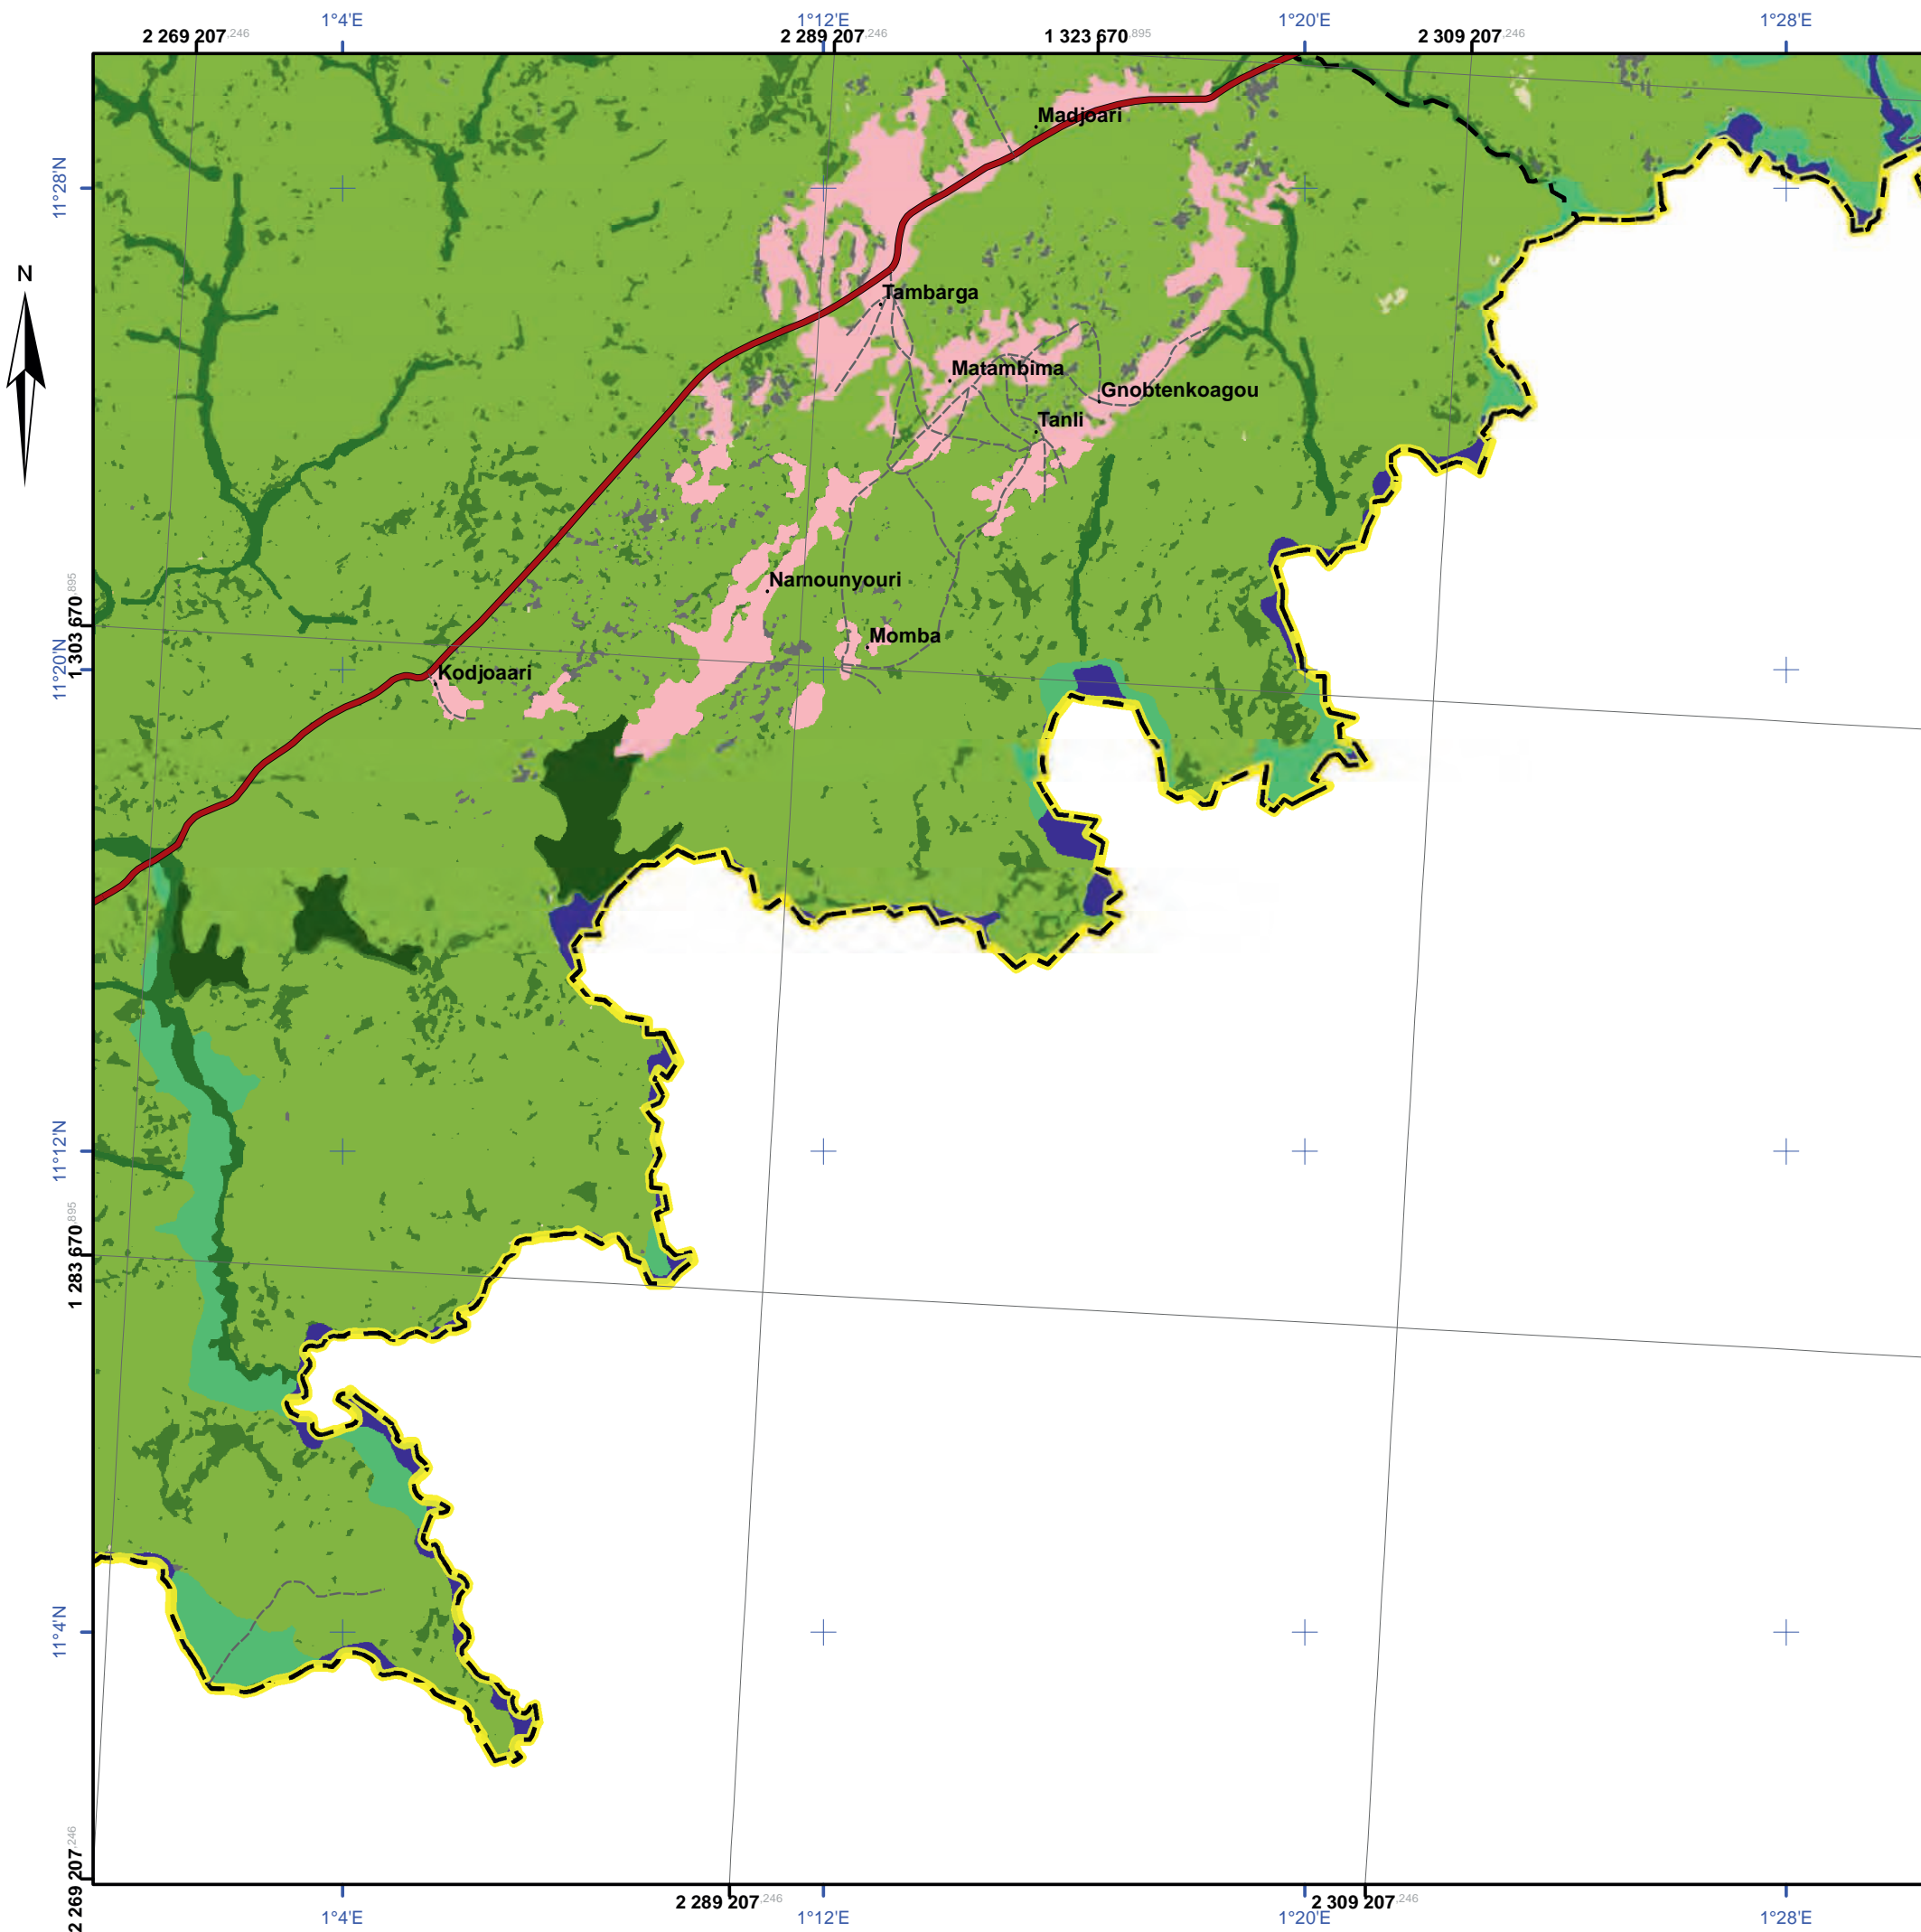 1°4'E 1°12'E 1°20'E 1°28'E
2 269 207,246 2 289 207,246 1 323 670,895 2 309 207,246
Madjoari
11°28'N
N
Tambarga
Matambima
Gnobtenkoagou
Tanli
Namounyouri
1 303 670,895
Momba
11°20'N
Kodjoaari
11°12'N
1 283 670,895
11°4'N
2 269 207,246
2 289 207,246 2 309 207,246
1°4'E 1°12'E 1°20'E 1°28'E